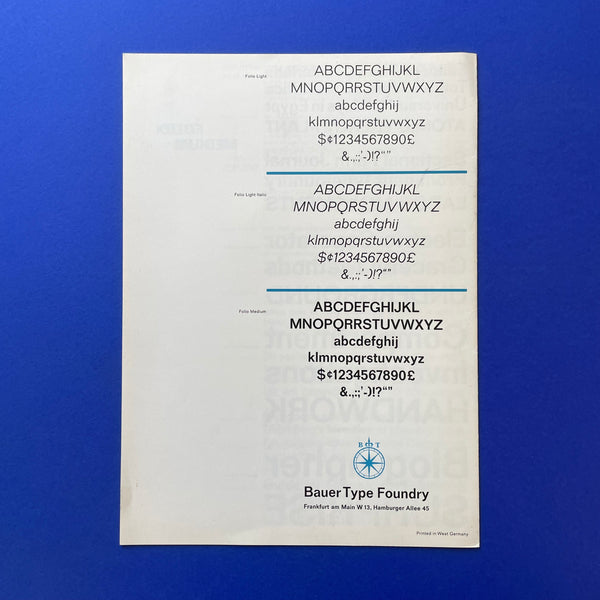 Folio Light
ABCDEFGHIJKL
MNOPQRRSTUVWXYZ
abcdefghij
klmnopqrstuvwxyz
$¢1234567890£
&.,:;'-)!?“”
Folio Light Italic
ABCDEFGHIJKL
MNOPQRRSTUVWXYZ
abcdefghij
klmnopqrstuvwxyz
$¢1234567890£
&.,:;'-)!?“”
Folio Medium
ABCDEFGHIJKL
MNOPQRRSTUVWXYZ
abcdefghij
klmnopqrstuvwxyz
$¢1234567890£
&.,:;'-)!?“”
B T
Bauer Type Foundry
Frankfurt am Main W 13, Hamburger Allee 45
Printed in West Germany